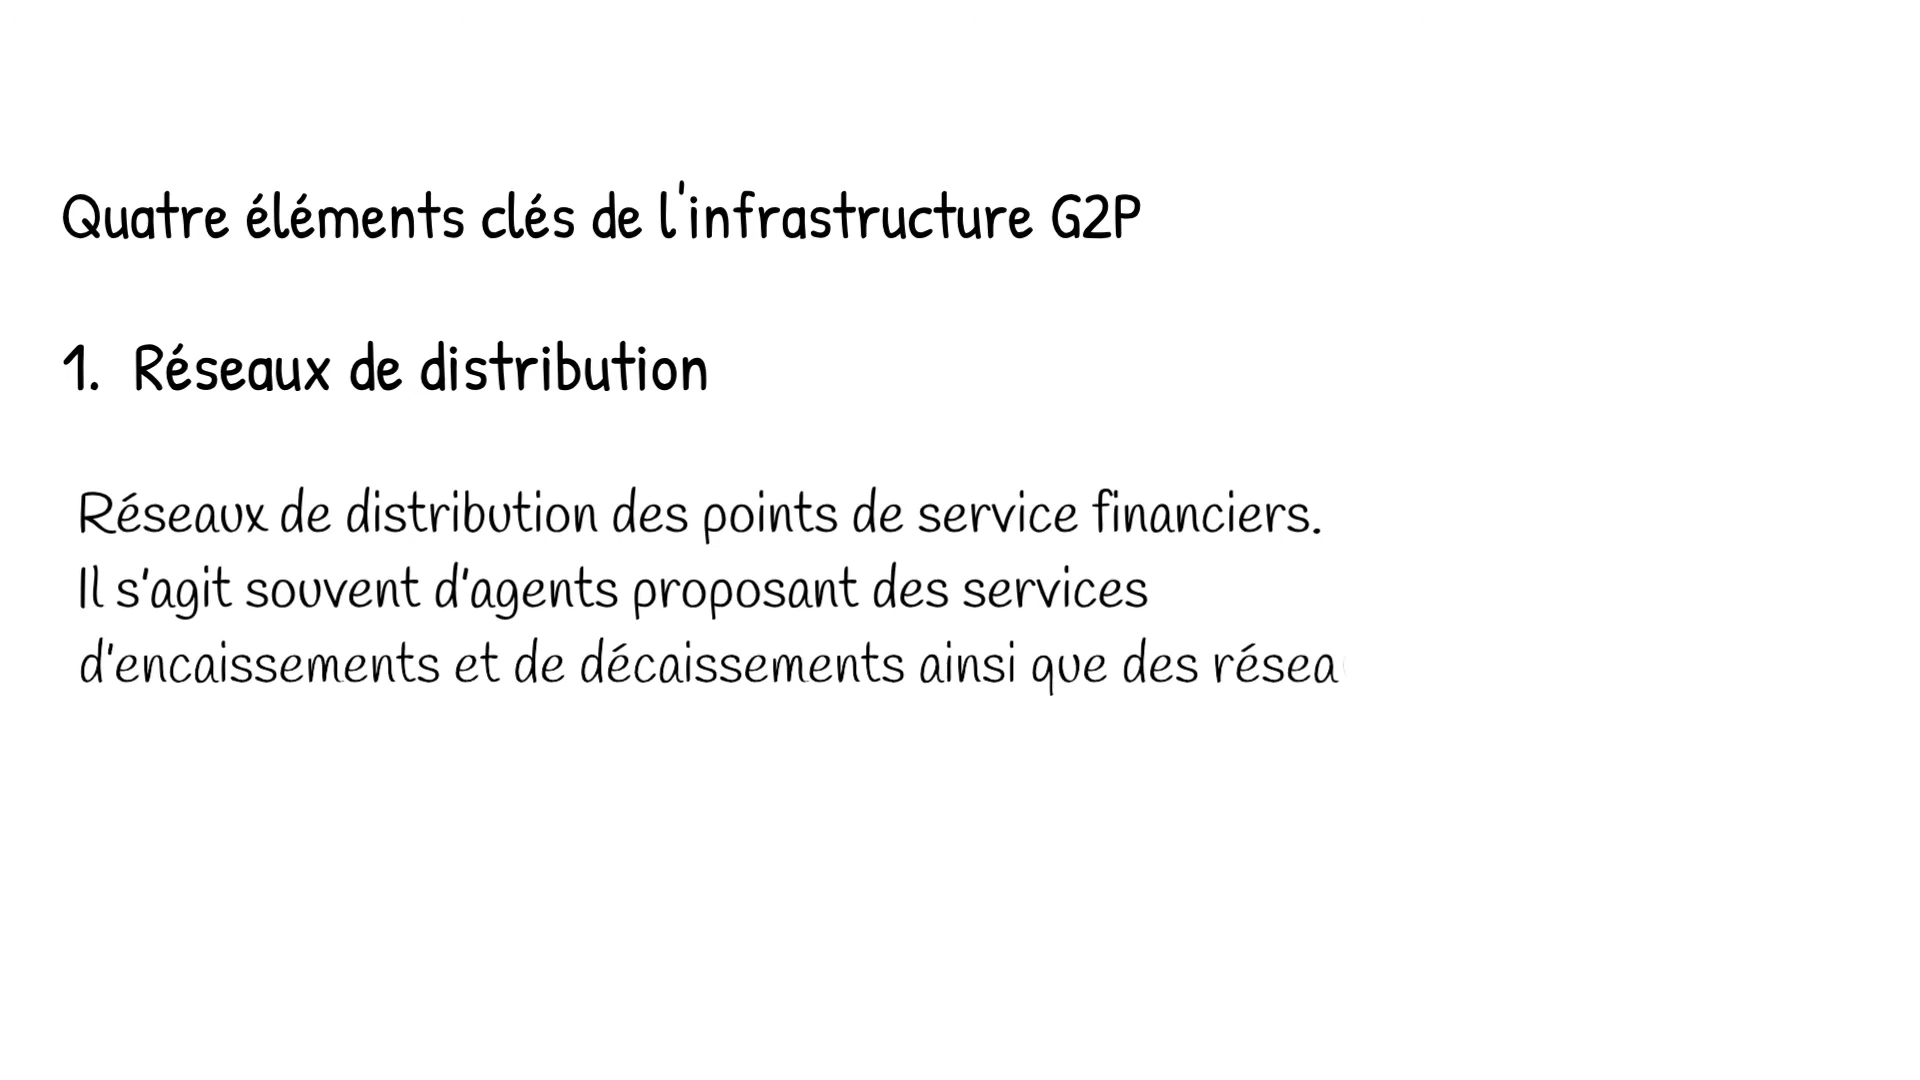 Quatre éléments clés de l'infrastructure G2P
1. Réseaux de distribution
Réseaux de distribution des points de service financiers.
Il s'agit souvent d'agents proposant des services
d'encaissements et de décaissements ainsi que des résea